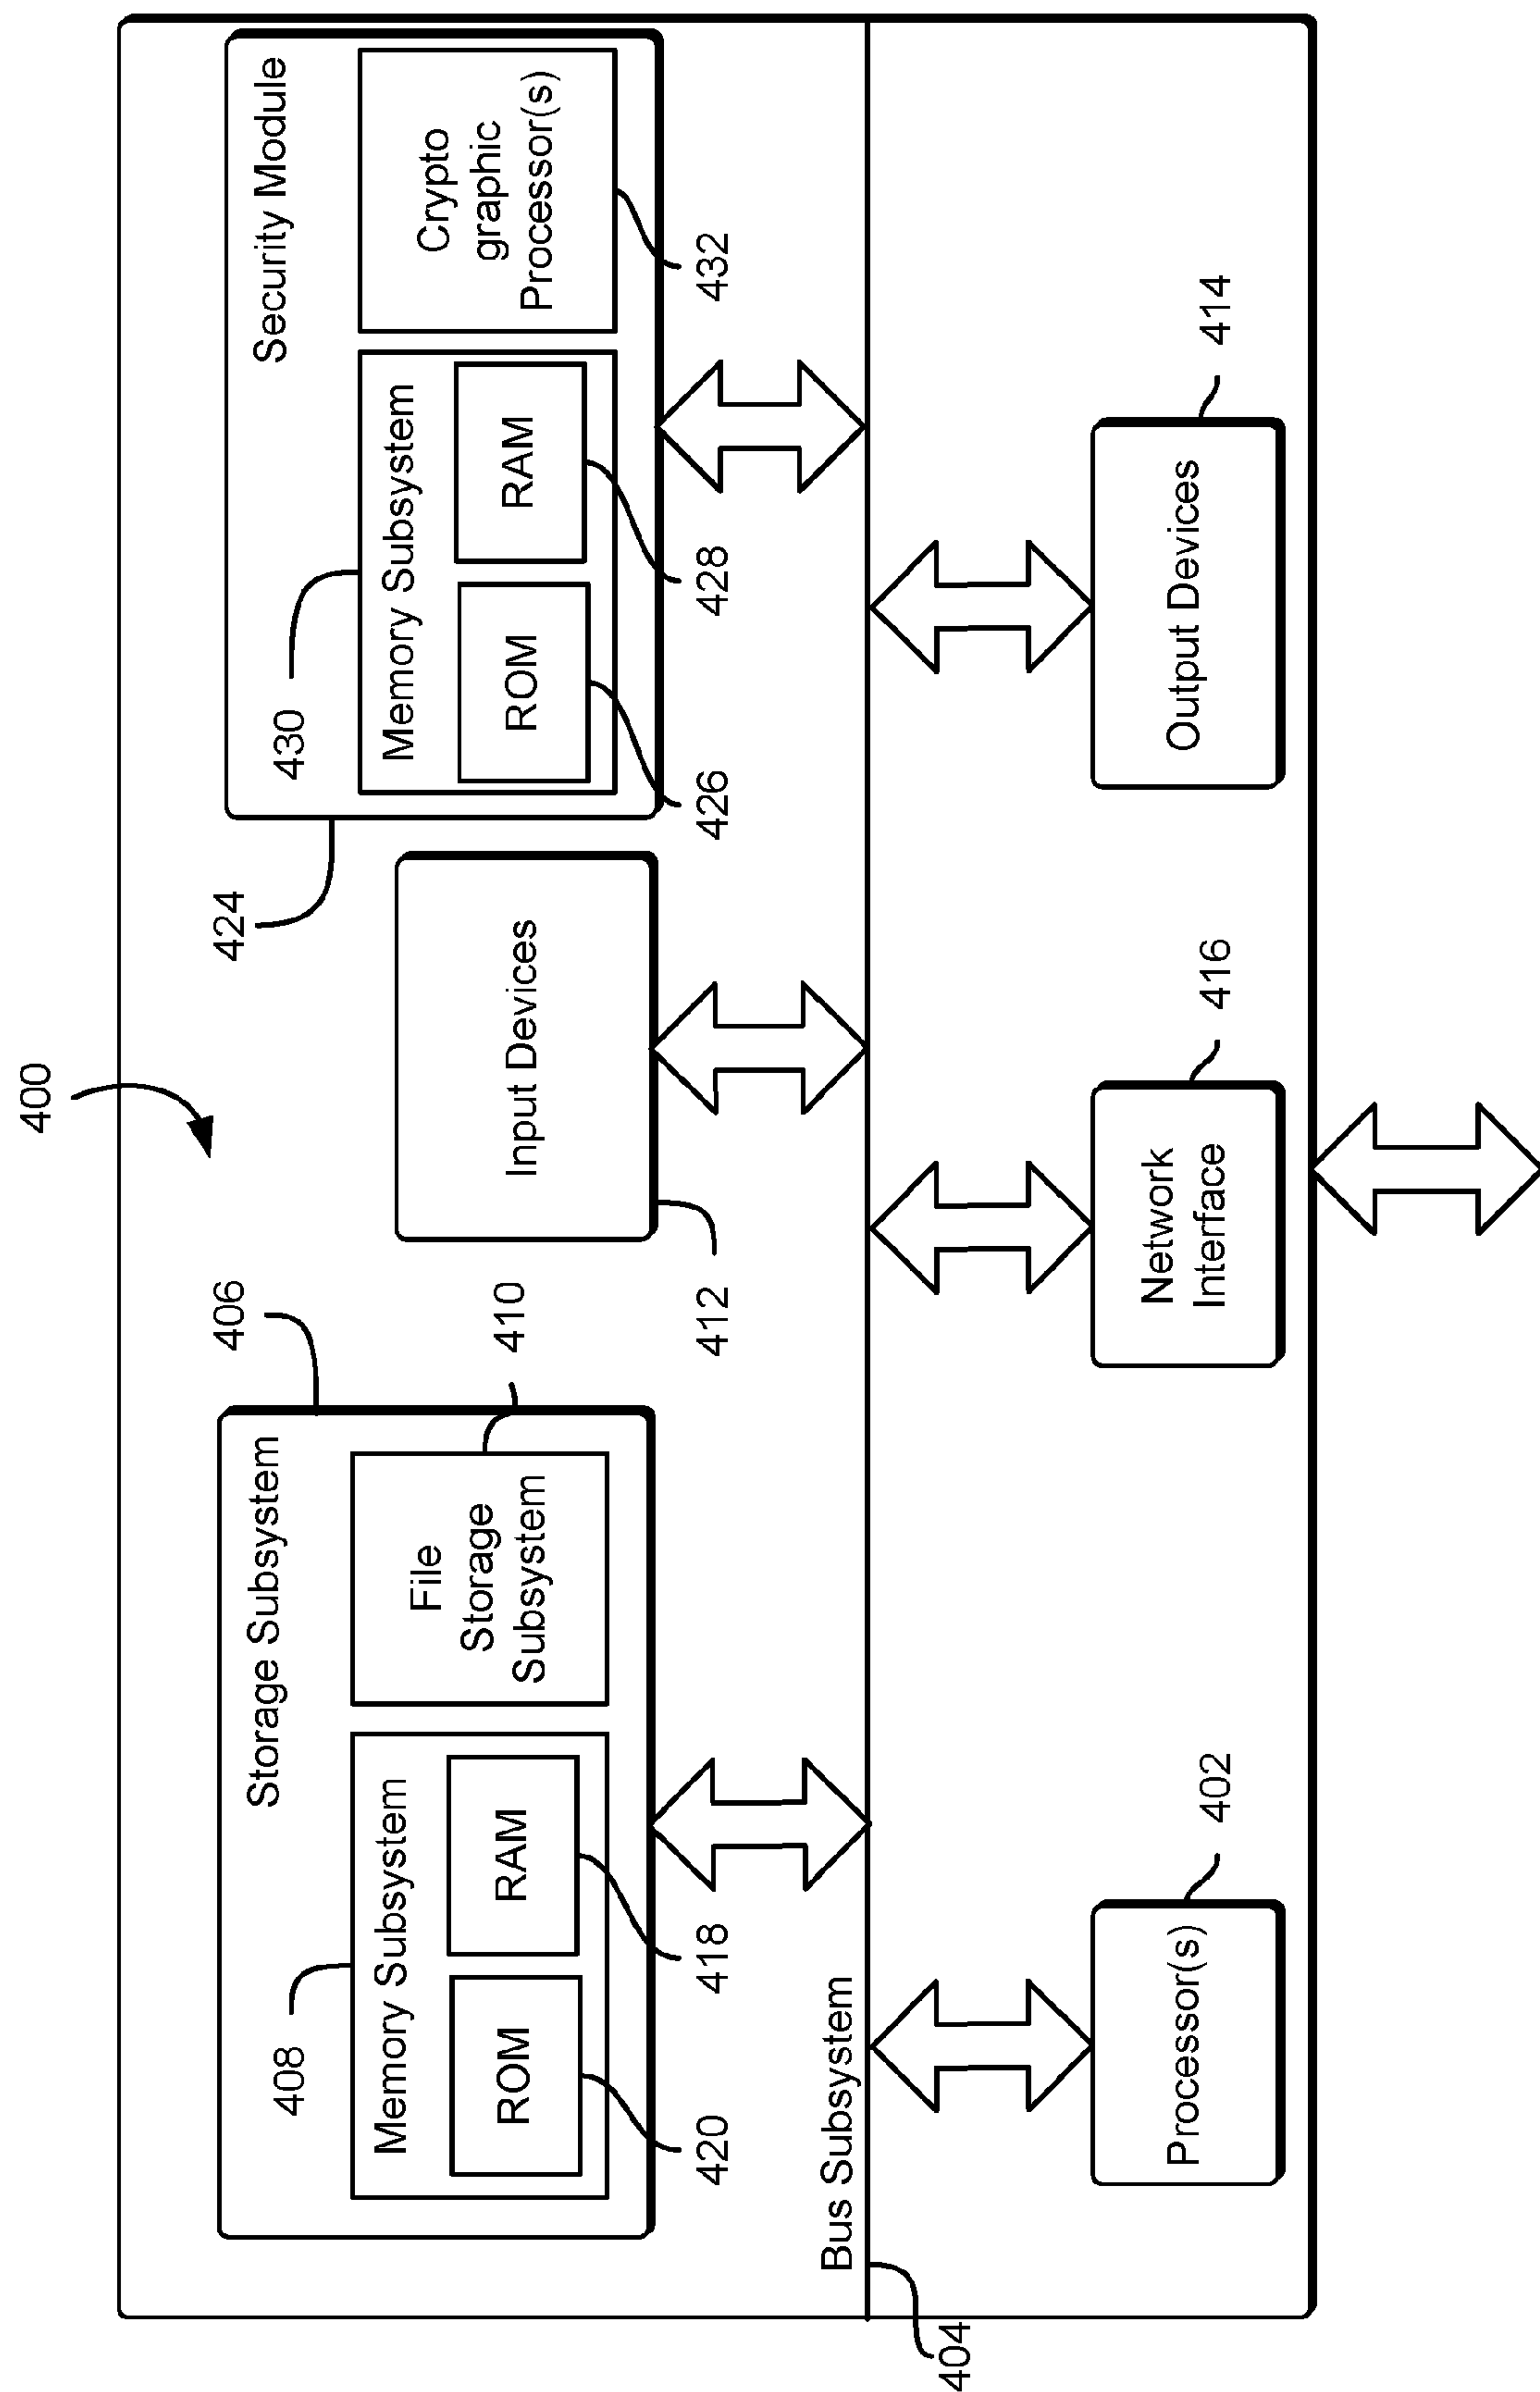 400
406
Storage Subsystem
408
Memory Subsystem
ROM
RAM
420
418
File
Storage
Subsystem
410
Input Devices
412
424
Security Module
430
Memory Subsystem
ROM
RAM
426
428
Crypto
graphic
Processor(s)
432
Bus Subsystem
404
Processor(s)
402
Network
Interface
416
Output Devices
414